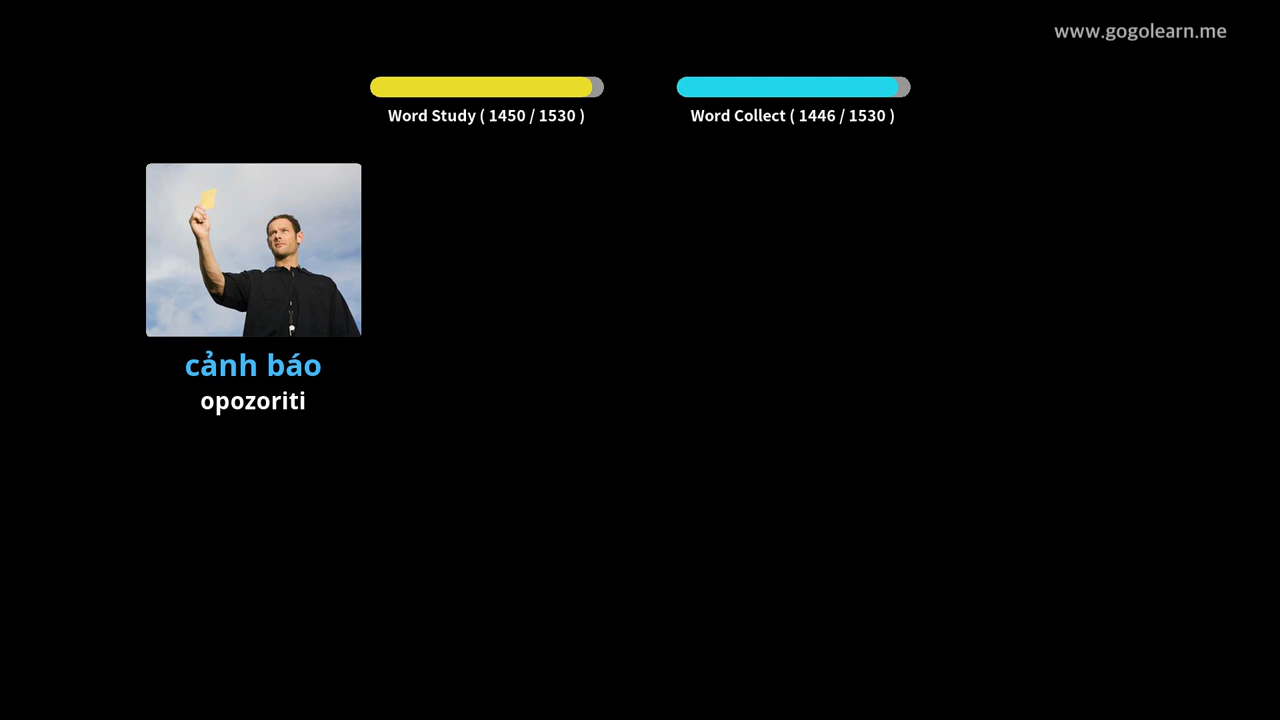 www.gogolearn.me
Word Study ( 1450 / 1530 )
Word Collect ( 1446 / 1530 )
cảnh báo
opozoriti